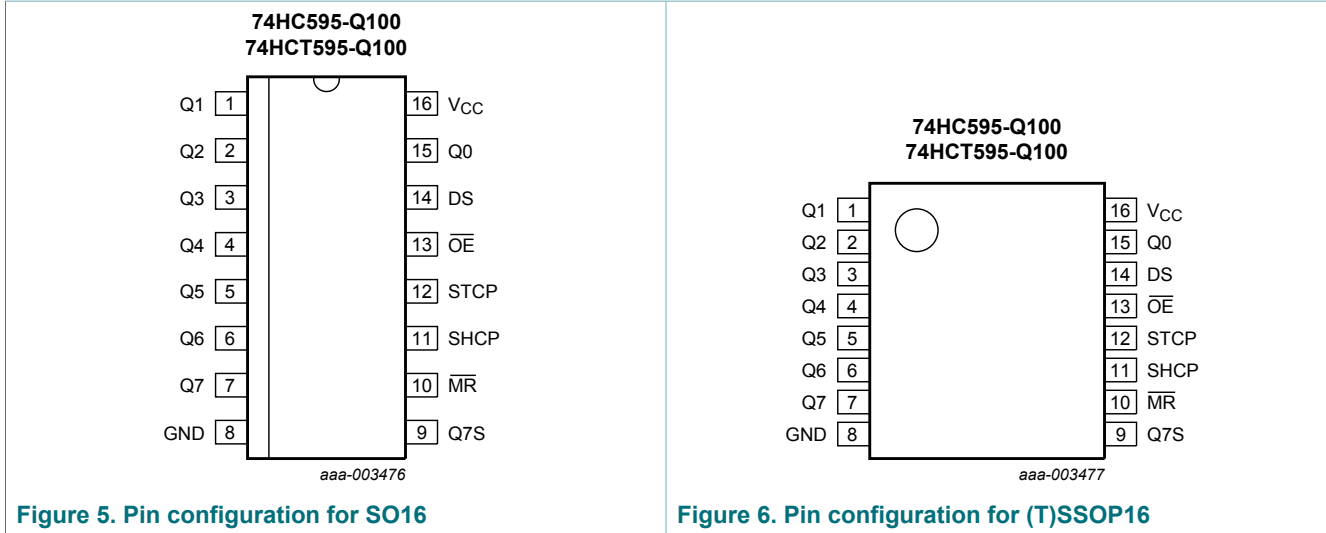 74HC595-Q100
74HCT595-Q100
Q1 1 16 VCC
Q2 2 15 Q0
Q3 3 14 DS
Q4 4 13 OE
Q5 5 12 STCP
Q6 6 11 SHCP
Q7 7 10 MR
GND 8 9 Q7S
aaa-003476
Figure 5. Pin configuration for SO16
74HC595-Q100
74HCT595-Q100
Q1 1 16 VCC
Q2 2 15 Q0
Q3 3 14 DS
Q4 4 13 OE
Q5 5 12 STCP
Q6 6 11 SHCP
Q7 7 10 MR
GND 8 9 Q7S
aaa-003477
Figure 6. Pin configuration for (T)SSOP16